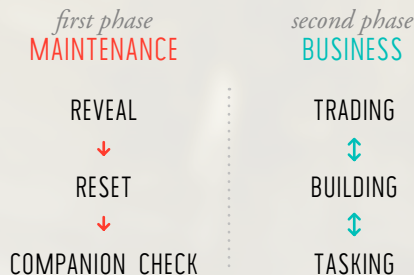 first phase
MAINTENANCE
REVEAL
RESET
COMPANION CHECK
second phase
BUSINESS
TRADING
BUILDING
TASKING